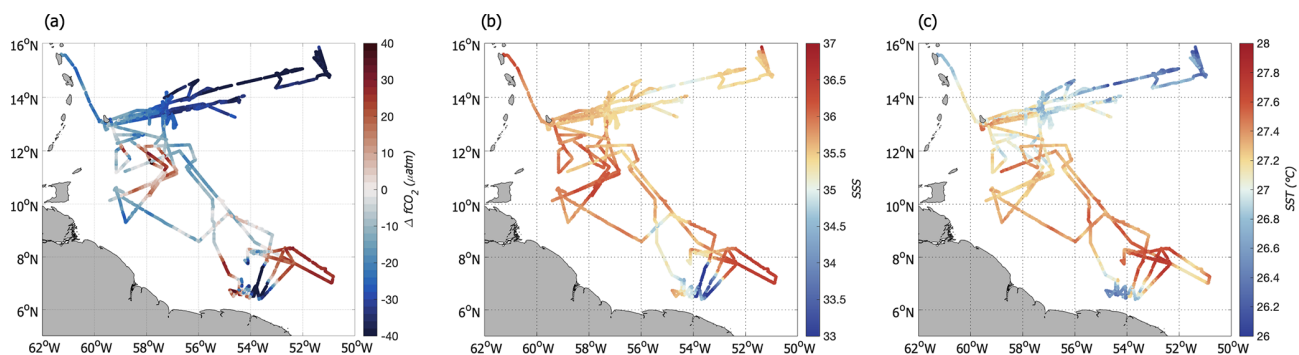 (a)
16°N
14°N
12°N
10°N
8°N
6°N
62°W 60°W 58°W 56°W 54°W 52°W 50°W
40
30
20
10
0
-10
-20
-30
-40
Δ fCO2 (µatm)
(b)
16°N
14°N
12°N
10°N
8°N
6°N
62°W 60°W 58°W 56°W 54°W 52°W 50°W
37
36.5
36
35.5
35
34.5
34
33.5
33
SSS
(c)
16°N
14°N
12°N
10°N
8°N
6°N
62°W 60°W 58°W 56°W 54°W 52°W 50°W
28
27.8
27.6
27.4
27.2
27
26.8
26.6
26.4
26.2
26
SST (°C)